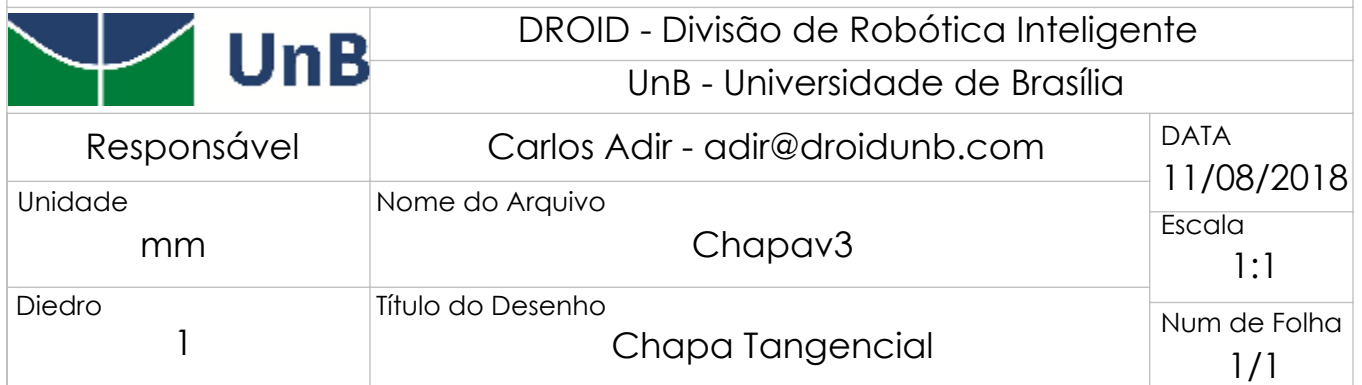 UnB
DROID - Divisão de Robótica Inteligente
UnB - Universidade de Brasília
Responsável
Carlos Adir - adir@droidunb.com
DATA
11/08/2018
Unidade
mm
Nome do Arquivo
Chapav3
Escala
1:1
Diedro
1
Título do Desenho
Chapa Tangencial
Num de Folha
1/1